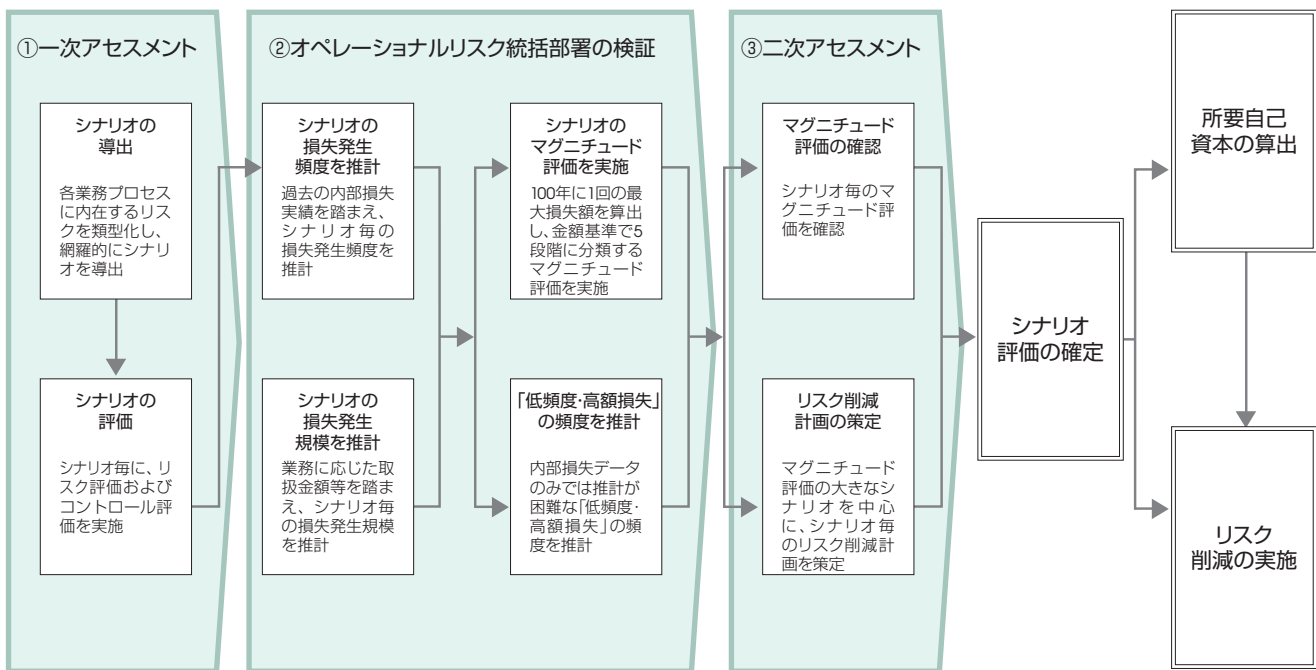 ①一次アセスメント
シナリオの
導出
各業務プロセス
に内在するリス
クを類型化し、
網羅的にシナリ
オを導出
シナリオの
評価
シナリオ毎に、リ
スク評価および
コントロール評
価を実施
②オペレーショナルリスク統括部署の検証
シナリオの
損失発生
頻度を推計
過去の内部損失
実績を踏まえ、
シナリオ毎の
損失発生頻度を
推計
シナリオの
損失発生
規模を推計
業務に応じた取
扱金額等を踏ま
え、シナリオ毎
の損失発生規模
を推計
シナリオの
マグニチュード
評価を実施
100年に1回の最
大損失額を算出
し、金額基準で5
段階に分類する
マグニチュード
評価を実施
「低頻度・高額損失」
の頻度を推計
内部損失データ
のみでは推計が
困難な「低頻度・
高額損失」の頻
度を推計
③二次アセスメント
マグニチュード
評価の確認
シナリオ毎のマ
グニチュード評
価を確認
リスク削減
計画の策定
マグニチュード
評価の大きなシ
ナリオを中心
に、シナリオ毎
のリスク削減計
画を策定
シナリオ
評価の確定
所要自己
資本の算出
リスク
削減の実施